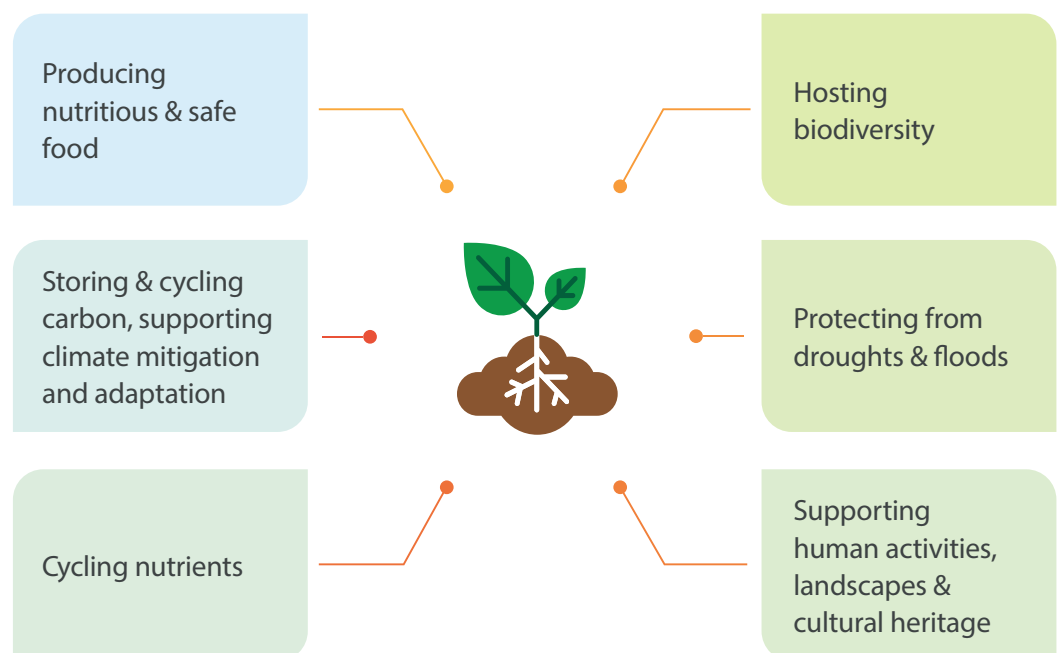 Producing
nutritious & safe
food
Storing & cycling
carbon, supporting
climate mitigation
and adaptation
Cycling nutrients
Hosting
biodiversity
Protecting from
droughts & floods
Supporting
human activities,
landscapes &
cultural heritage